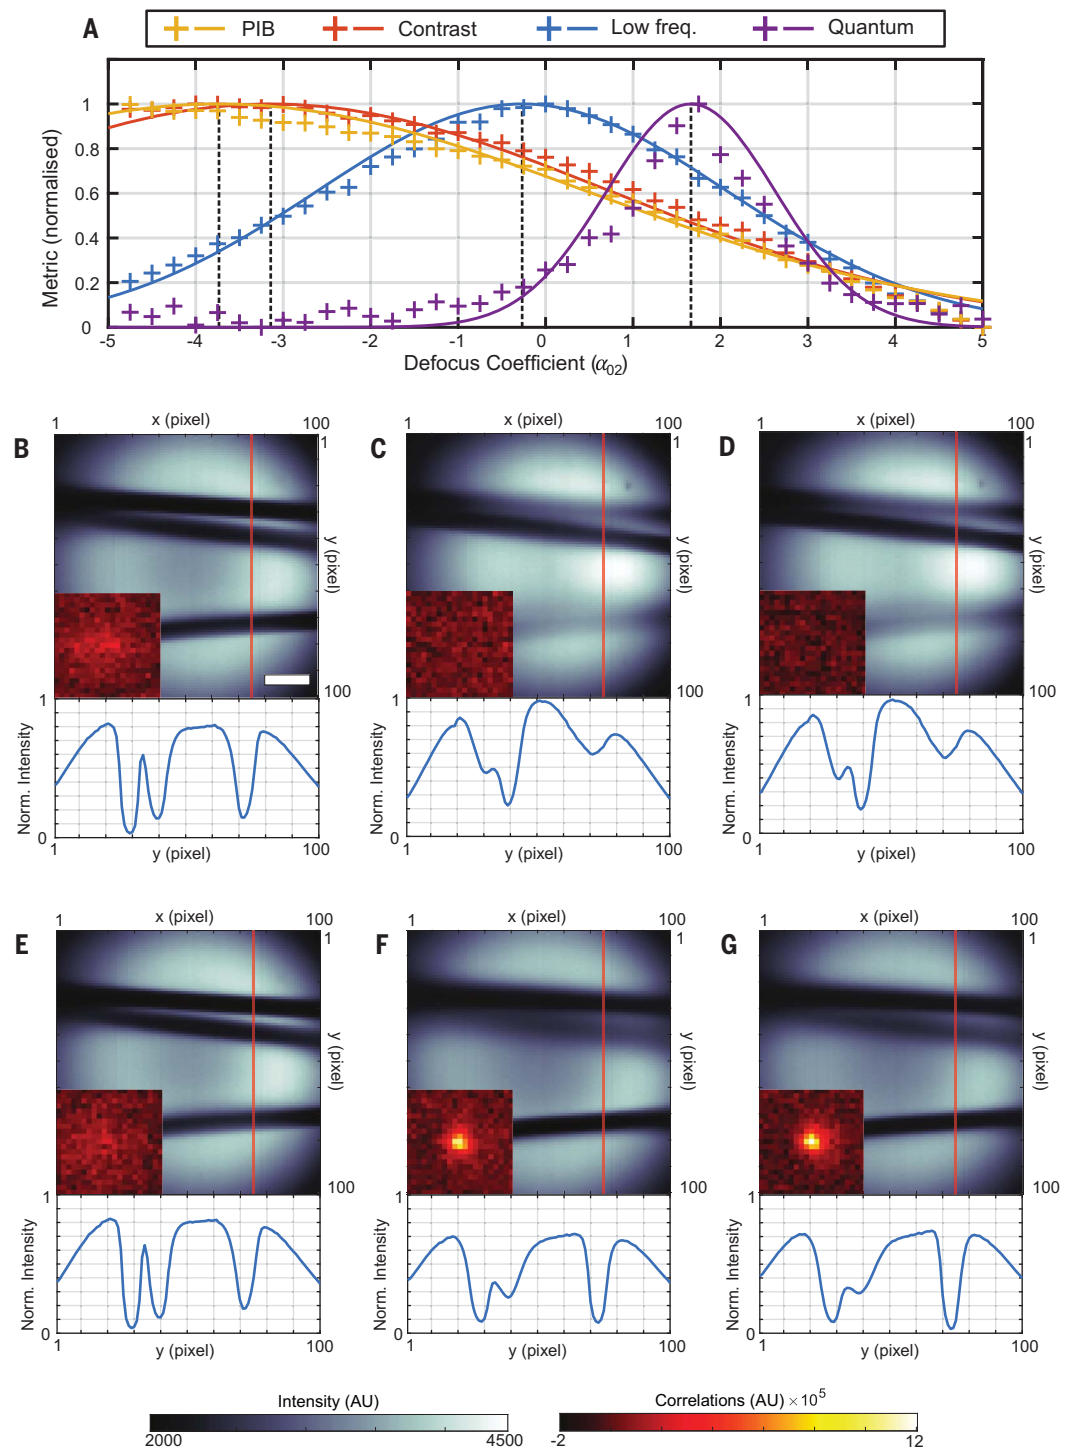 A
PIB Contrast Low freq. Quantum
Metric (normalised)
1
0.8
0.6
0.4
0.2
0
-5 -4 -3 -2 -1 0 1 2 3 4 5
Defocus Coefficient (α02)
B
1 x (pixel) 100
1
y (pixel)
100
C
1 x (pixel) 100
1
y (pixel)
100
D
1 x (pixel) 100
1
y (pixel)
100
Norm. Intensity
1
0
1 y (pixel) 100
Norm. Intensity
1
0
1 y (pixel) 100
Norm. Intensity
1
0
1 y (pixel) 100
E
1 x (pixel) 100
1
y (pixel)
100
F
1 x (pixel) 100
1
y (pixel)
100
G
1 x (pixel) 100
1
y (pixel)
100
Norm. Intensity
1
0
1 y (pixel) 100
Norm. Intensity
1
0
1 y (pixel) 100
Norm. Intensity
1
0
1 y (pixel) 100
Intensity (AU)
2000 4500
Correlations (AU) ×10^5
-2 12